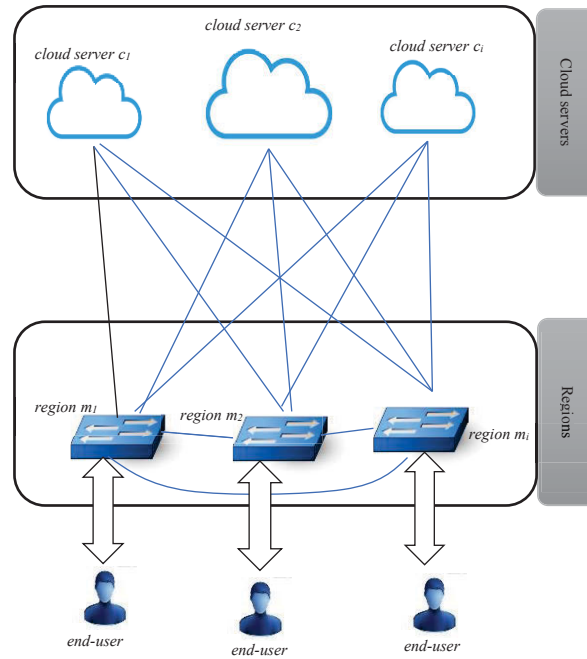 cloud server c1
cloud server c2
cloud server ci
Cloud servers
region m1
region m2
region mi
Regions
end-user
end-user
end-user